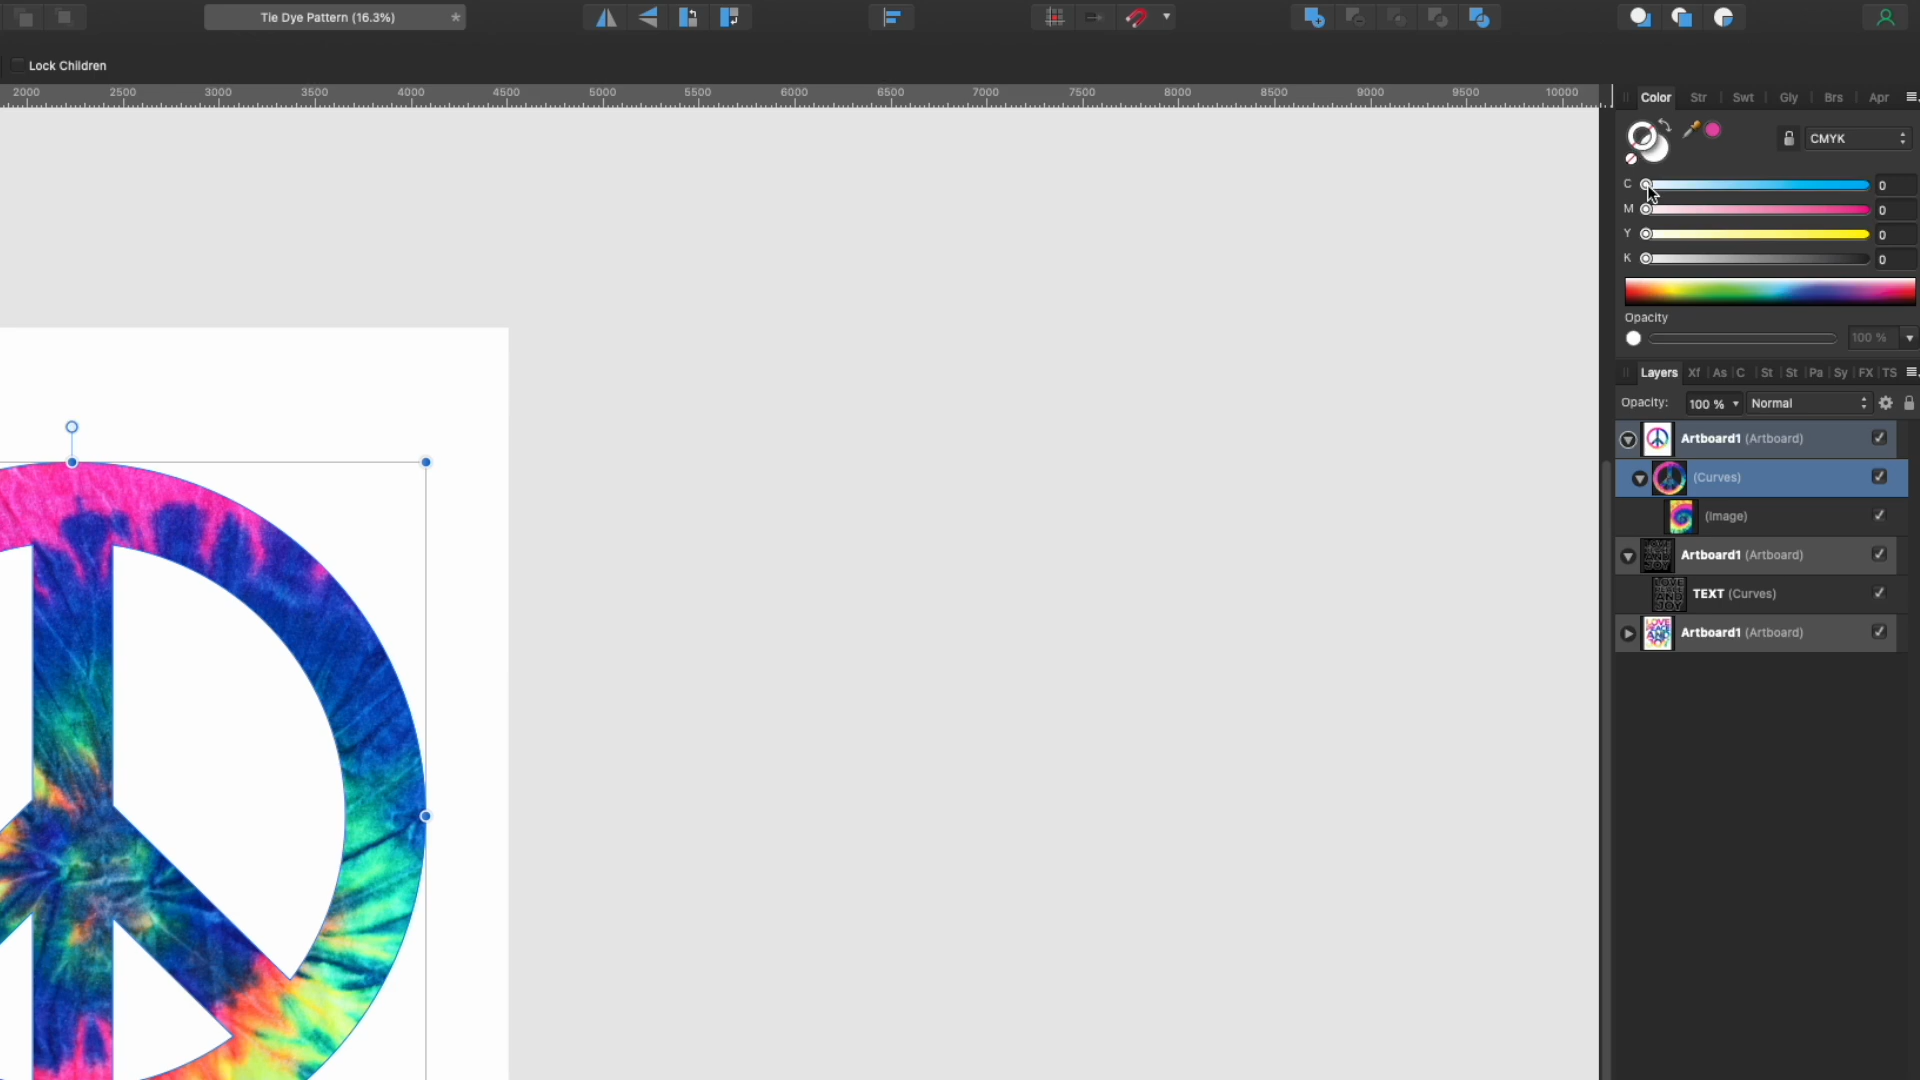 Tie Dye Pattern (16.3%)
Lock Children
2000 2500 3000 3500 4000 4500 5000 5500 6000 6500 7000 7500 8000 8500 9000 9500 10000
Color Str Swt Gly Brs Apr
CMYK
C 0
M 0
Y 0
K 0
Opacity
100 %
Layers Xf As C St St Pa Sy FX TS
Opacity: 100 % Normal
Artboard1 (Artboard)
(Curves)
(Image)
Artboard1 (Artboard)
TEXT (Curves)
Artboard1 (Artboard)